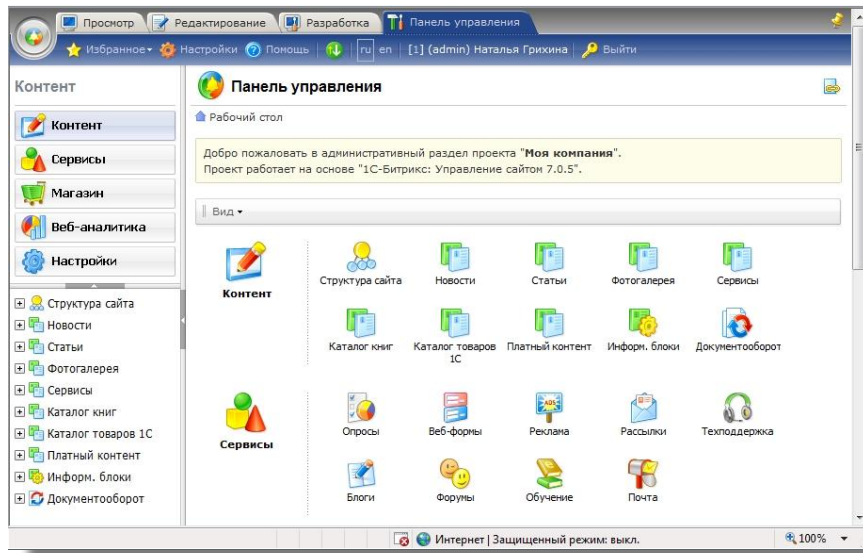 Просмотр Редактирование Разработка Панель управления
Избранное Настройки Помощь ru en [1] (admin) Наталья Грихина Выйти
Контент
Контент
Сервисы
Магазин
Веб-аналитика
Настройки
Структура сайта
Новости
Статьи
Фотогалерея
Сервисы
Каталог книг
Каталог товаров 1С
Платный контент
Информ. блоки
Документооборот
Панель управления
Рабочий стол
Добро пожаловать в административный раздел проекта "Моя компания".
Проект работает на основе "1С-Битрикс: Управление сайтом 7.0.5".
Вид
Контент
Структура сайта Новости Статьи Фотогалерея Сервисы
Каталог книг Каталог товаров 1С Платный контент Информ. блоки Документооборот
Сервисы
Опросы Веб-формы Реклама Рассылки Техподдержка
Блоги Форумы Обучение Почта
Интернет | Защищенный режим: выкл. 100%